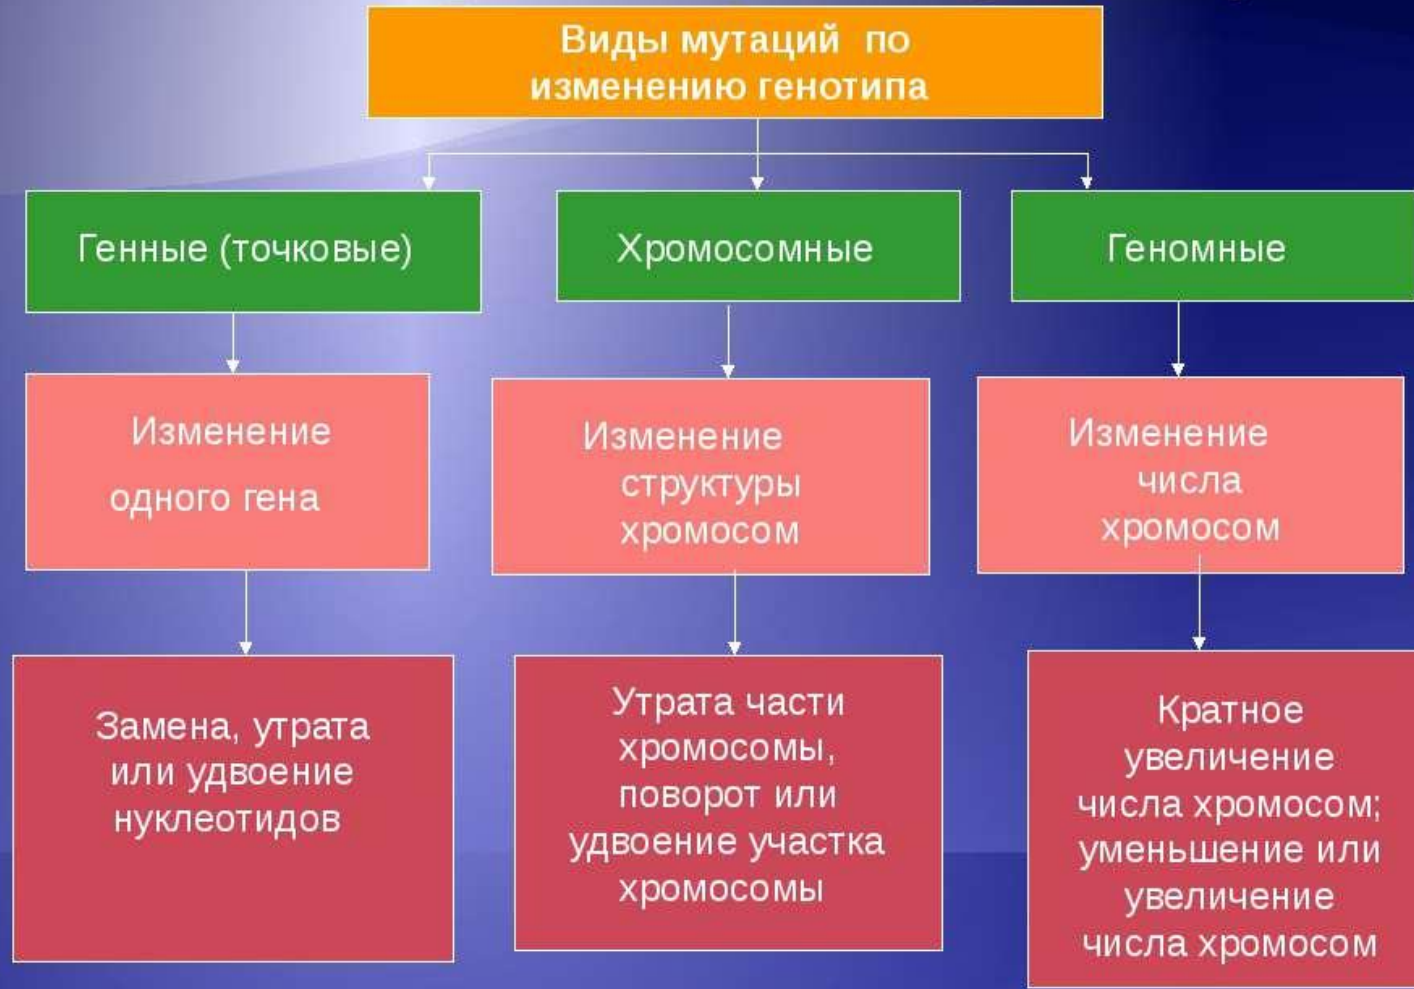 Виды мутаций по
изменению генотипа
Генные (точковые)
Хромосомные
Геномные
Изменение
одного гена
Изменение
структуры
хромосом
Изменение
числа
хромосом
Замена, утрата
или удвоение
нуклеотидов
Утрата части
хромосомы,
поворот или
удвоение участка
хромосомы
Кратное
увеличение
числа хромосом;
уменьшение или
увеличение
числа хромосом